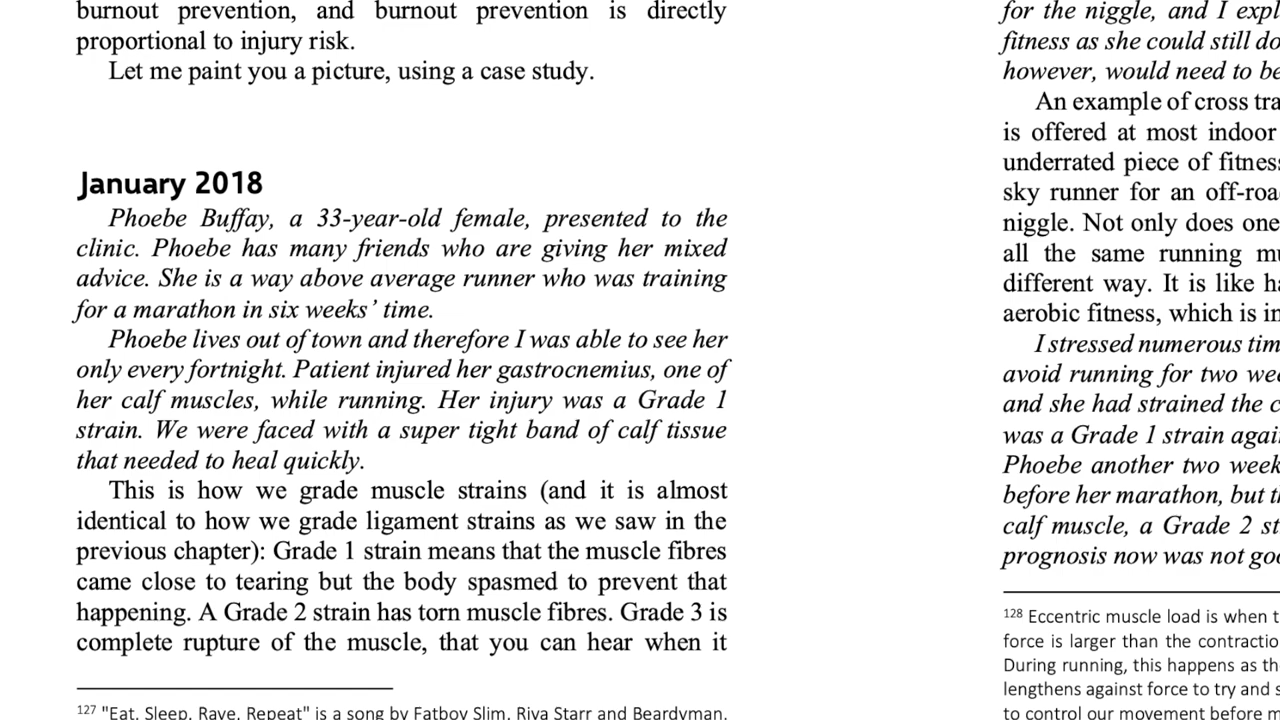 burnout prevention, and burnout prevention is directly
proportional to injury risk.
Let me paint you a picture, using a case study.
January 2018
Phoebe Buffay, a 33-year-old female, presented to the
clinic. Phoebe has many friends who are giving her mixed
advice. She is a way above average runner who was training
for a marathon in six weeks’ time.
Phoebe lives out of town and therefore I was able to see her
only every fortnight. Patient injured her gastrocnemius, one of
her calf muscles, while running. Her injury was a Grade 1
strain. We were faced with a super tight band of calf tissue
that needed to heal quickly.
This is how we grade muscle strains (and it is almost
identical to how we grade ligament strains as we saw in the
previous chapter): Grade 1 strain means that the muscle fibres
came close to tearing but the body spasmed to prevent that
happening. A Grade 2 strain has torn muscle fibres. Grade 3 is
complete rupture of the muscle, that you can hear when it
127 "Eat, Sleep, Rave, Repeat" is a song by Fatboy Slim, Riva Starr and Beardyman.
for the niggle, and I expl
fitness as she could still do
however, would need to be
An example of cross tra
is offered at most indoor
underrated piece of fitness
sky runner for an off-roa
niggle. Not only does one
all the same running mu
different way. It is like ha
aerobic fitness, which is in
I stressed numerous tim
avoid running for two wee
and she had strained the c
was a Grade 1 strain agai
Phoebe another two week
before her marathon, but th
calf muscle, a Grade 2 st
prognosis now was not goo
128 Eccentric muscle load is when t
force is larger than the contractio
During running, this happens as th
lengthens against force to try and s
to control our movement before m